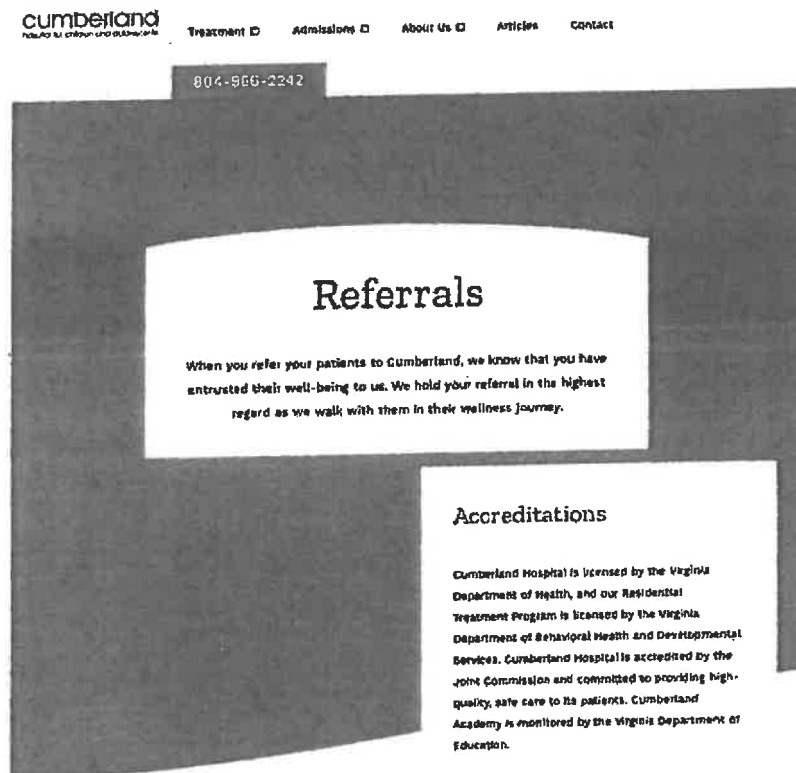 cumberland
hospital for children and adolescents
Treatment
Admissions
About Us
Articles
Contact
804-966-2242
Referrals
When you refer your patients to Cumberland, we know that you have
entrusted their well-being to us. We hold your referral in the highest
regard as we walk with them in their wellness journey.
Accreditations
Cumberland Hospital is licensed by the Virginia
Department of Health, and our Residential
Treatment Program is licensed by the Virginia
Department of Behavioral Health and Developmental
Services. Cumberland Hospital is accredited by the
Joint Commission and committed to providing high-
quality, safe care to its patients. Cumberland
Academy is monitored by the Virginia Department of
Education.